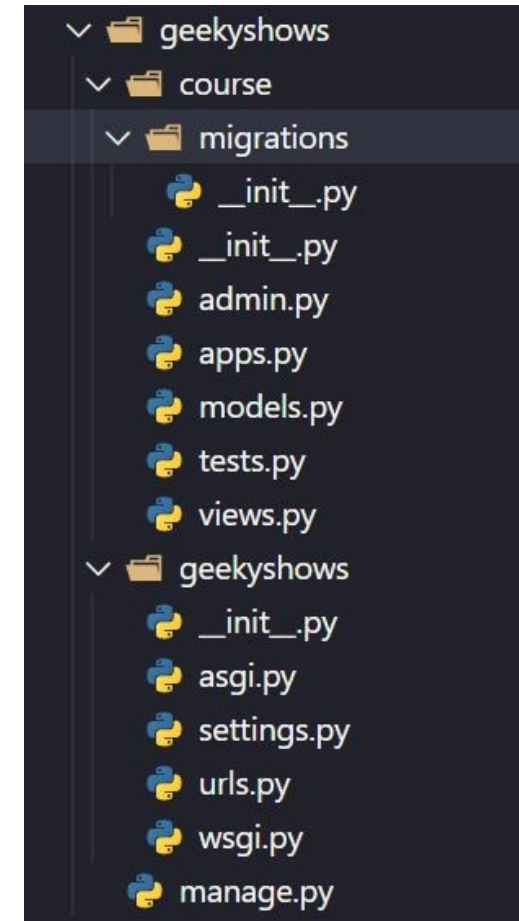 geekyshows
course
migrations
__init__.py
__init__.py
admin.py
apps.py
models.py
tests.py
views.py
geekyshows
__init__.py
asgi.py
settings.py
urls.py
wsgi.py
manage.py